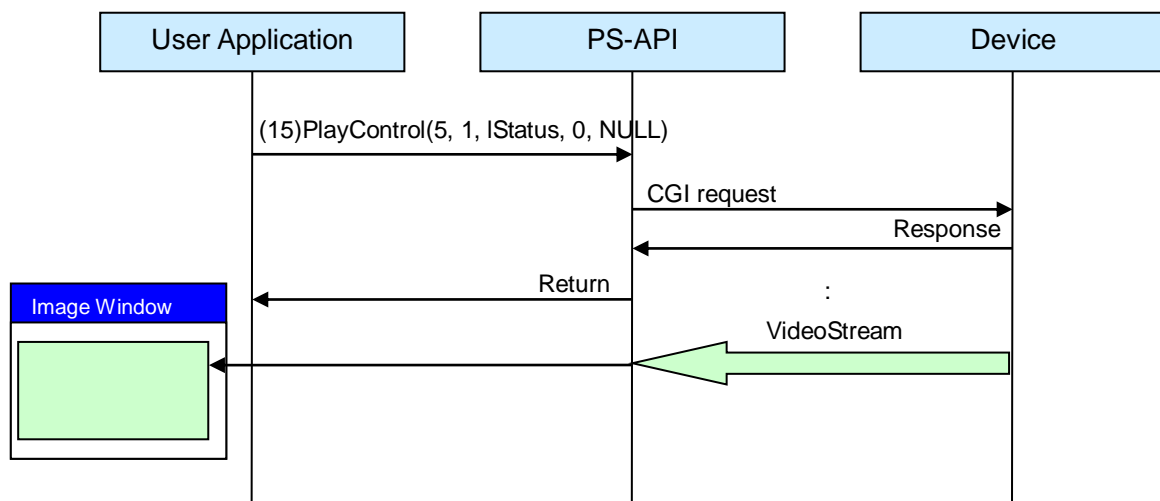 User Application
PS-API
Device
(15)PlayControl(5, 1, lStatus, 0, NULL)
CGI request
Response
Return
:
Image Window
VideoStream